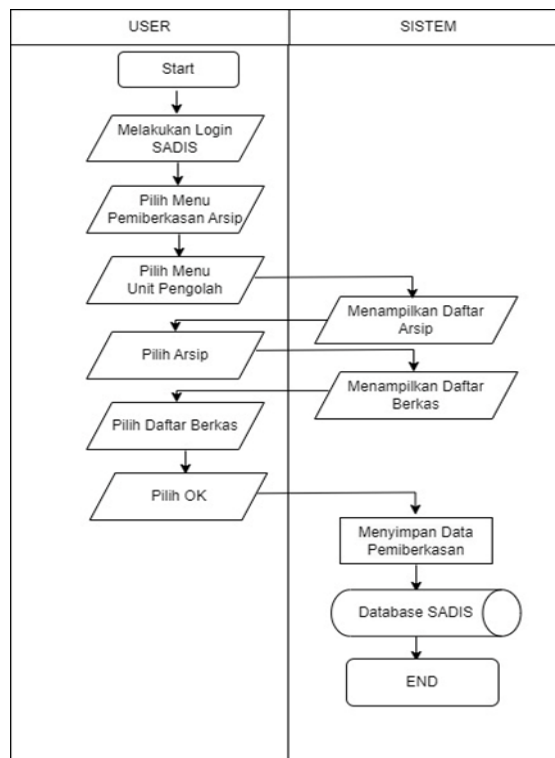 USER
SISTEM
Start
Melakukan Login
SADIS
Pilih Menu
Pemiberkasan Arsip
Pilih Menu
Unit Pengolah
Menampilkan Daftar
Arsip
Pilih Arsip
Menampilkan Daftar
Berkas
Pilih Daftar Berkas
Pilih OK
Menyimpan Data
Pemiberkasan
Database SADIS
END